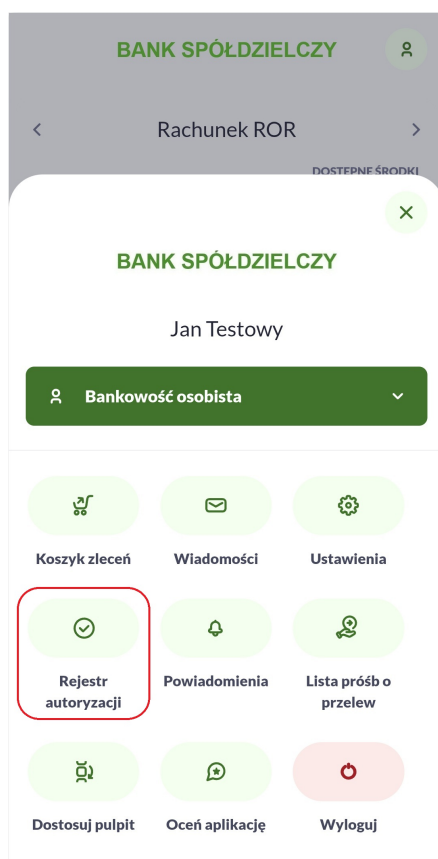 BANK SPÓŁDZIELCZY
Rachunek ROR
DOSTĘPNE ŚRODKI
BANK SPÓŁDZIELCZY
Jan Testowy
Bankowość osobista
Koszyk zleceń
Wiadomości
Ustawienia
Rejestr
autoryzacji
Powiadomienia
Lista próśb o
przelew
Dostosuj pulpit
Oceń aplikację
Wyloguj